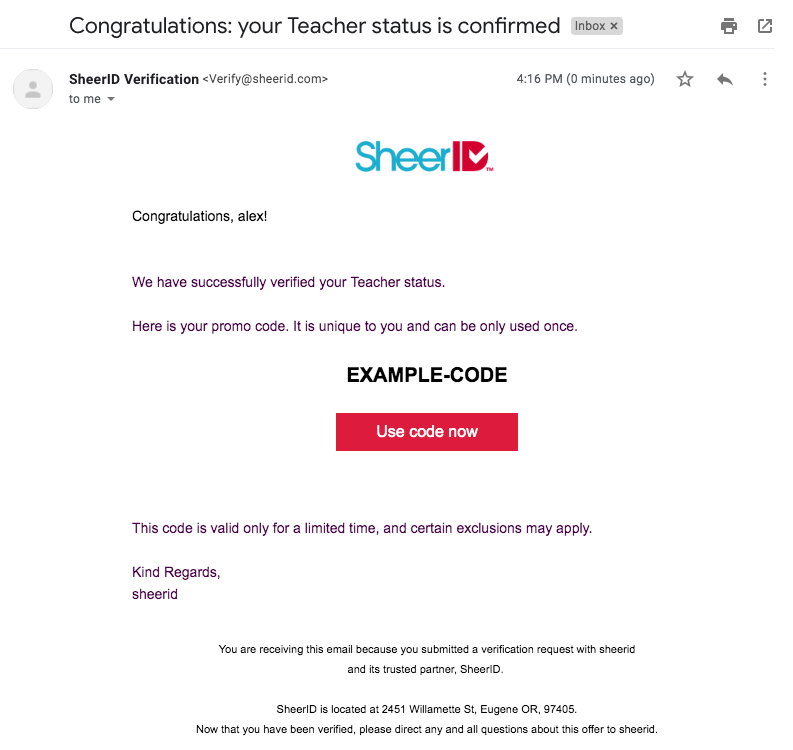 Congratulations: your Teacher status is confirmed Inbox ×
SheerID Verification <Verify@sheerid.com> 4:16 PM (0 minutes ago)
to me
SheerID™
Congratulations, alex!
We have successfully verified your Teacher status.
Here is your promo code. It is unique to you and can be only used once.
EXAMPLE-CODE
Use code now
This code is valid only for a limited time, and certain exclusions may apply.
Kind Regards,
sheerid
You are receiving this email because you submitted a verification request with sheerid
and its trusted partner, SheerID.
SheerID is located at 2451 Willamette St, Eugene OR, 97405.
Now that you have been verified, please direct any and all questions about this offer to sheerid.